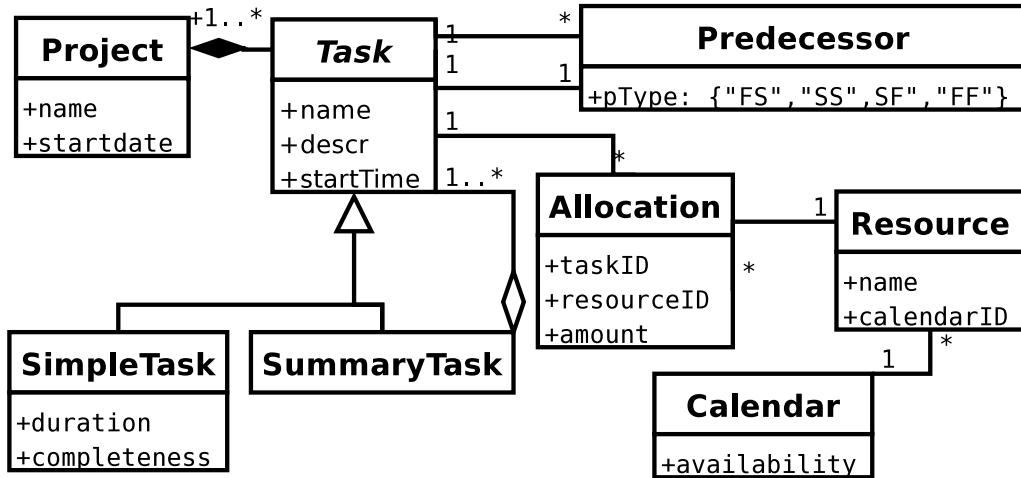 +1..*
Project
+name
+startdate
Task
+name
+descr
+startTime
1
*
1
1
Predecessor
+pType: {"FS","SS",SF","FF"}
1
*
1..*
Allocation
+taskID
+resourceID
+amount
1
*
Resource
+name
+calendarID
*
1
SimpleTask
+duration
+completeness
SummaryTask
Calendar
+availability